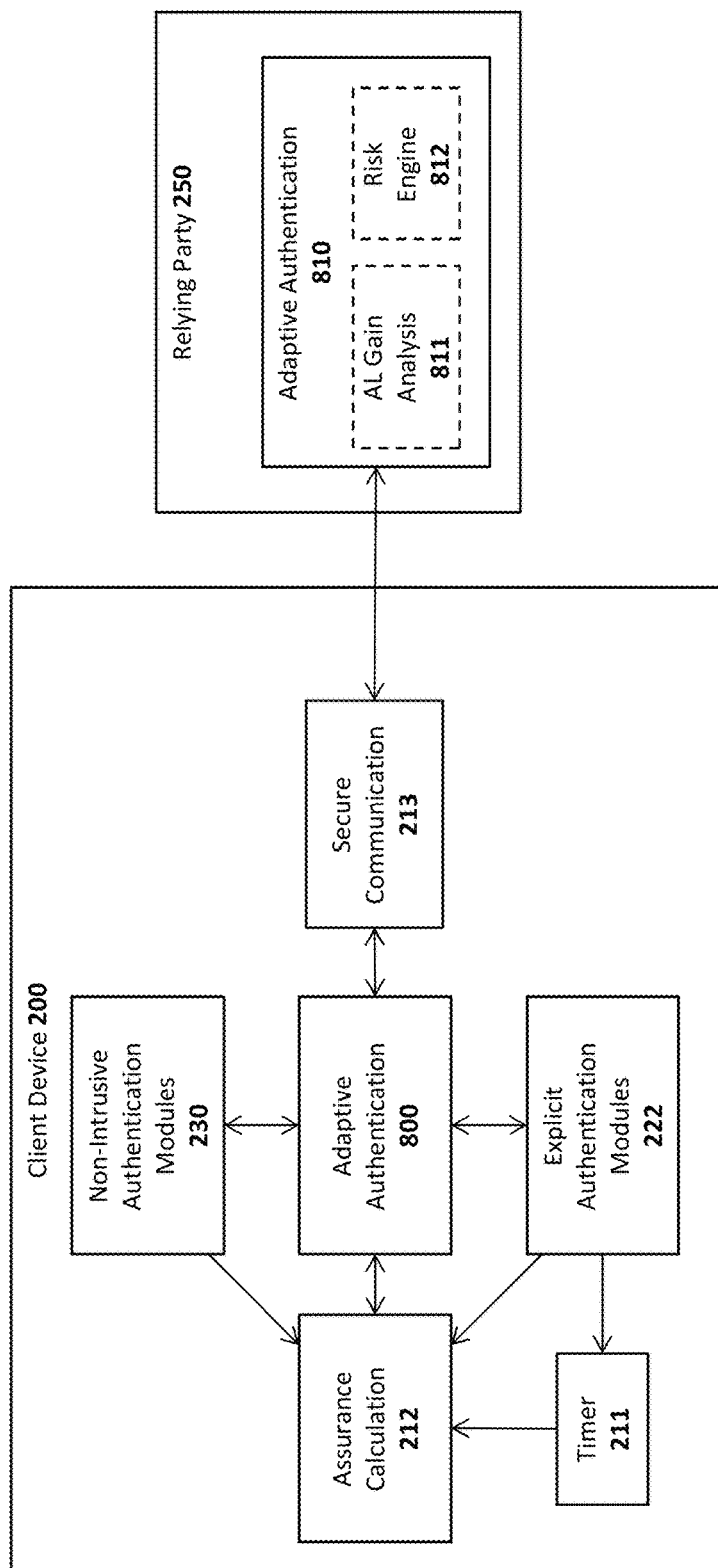 Client Device 200
Non-Intrusive
Authentication
Modules
230
Assurance
Calculation
212
Adaptive
Authentication
800
Secure
Communication
213
Timer
211
Explicit
Authentication
Modules
222
Relying Party 250
Adaptive Authentication
810
AL Gain
Analysis
811
Risk
Engine
812